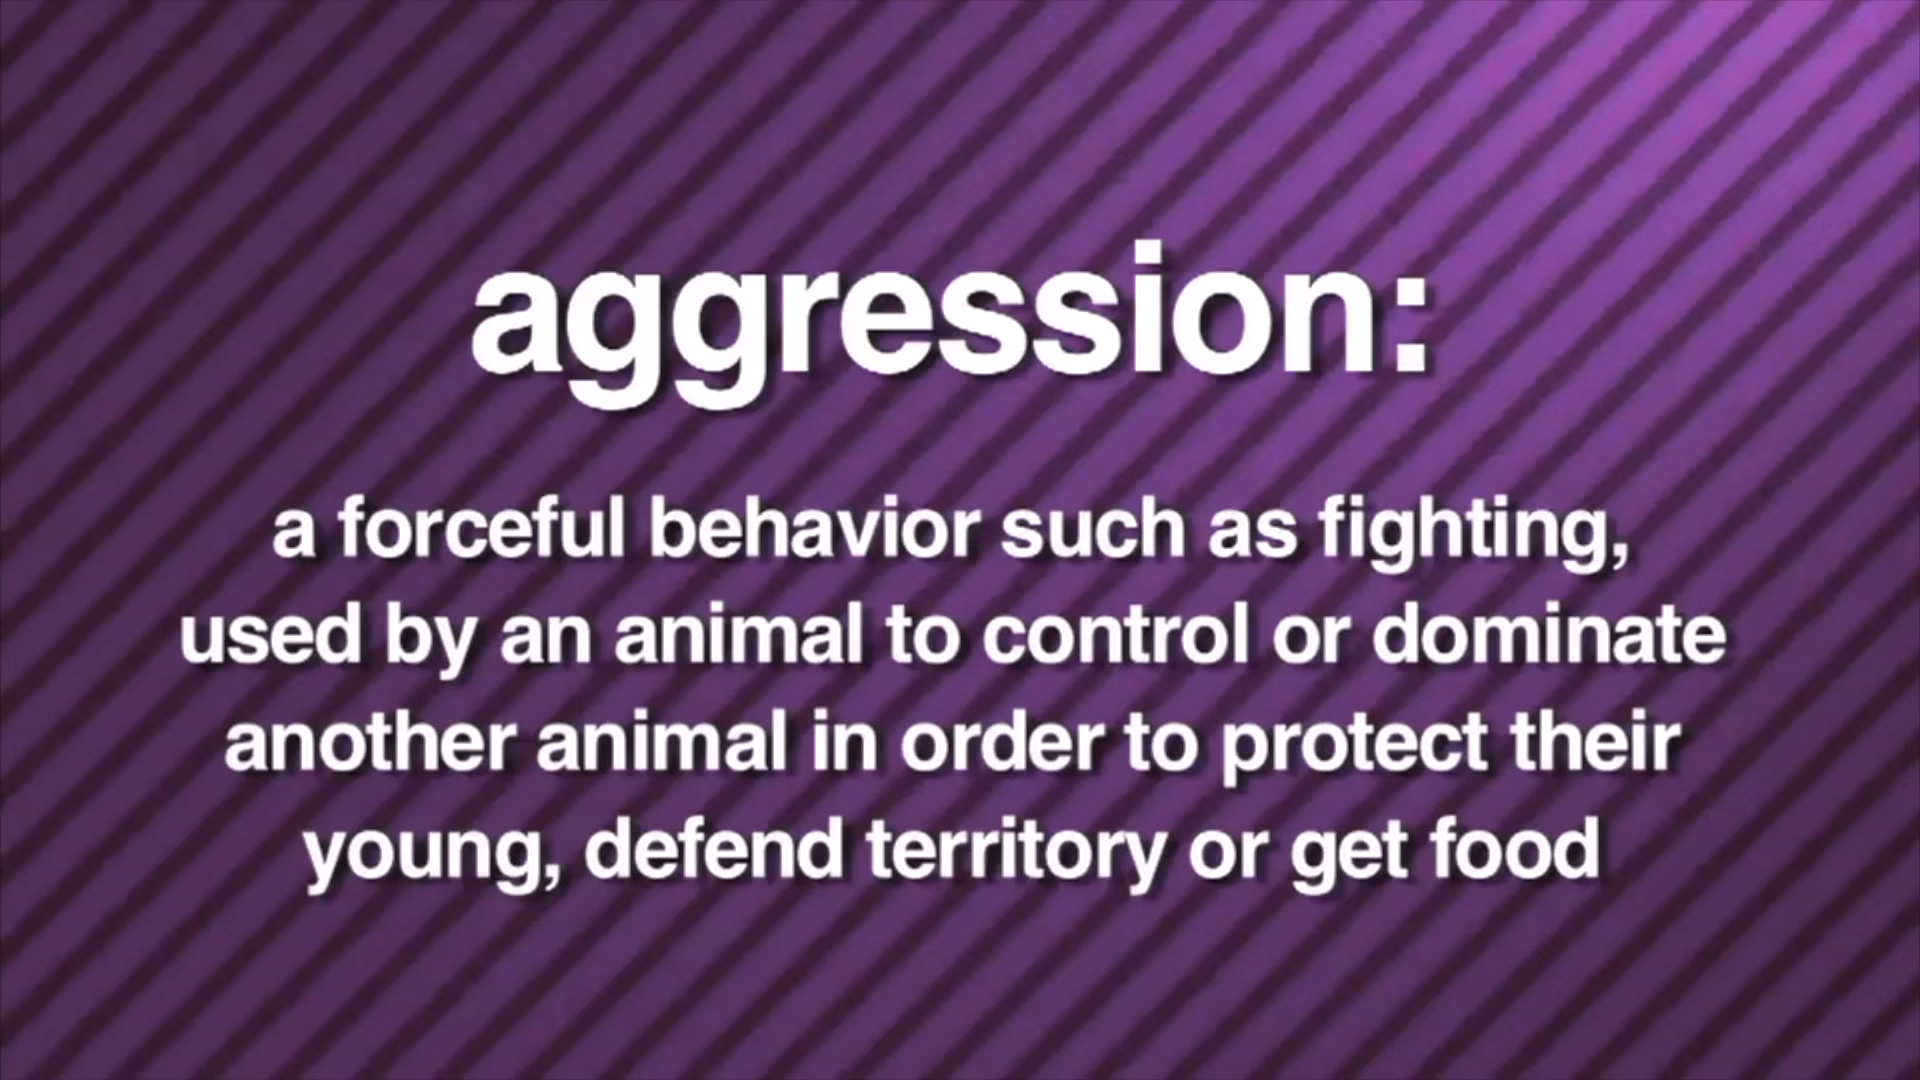 aggression:
a forceful behavior such as fighting,
used by an animal to control or dominate
another animal in order to protect their
young, defend territory or get food